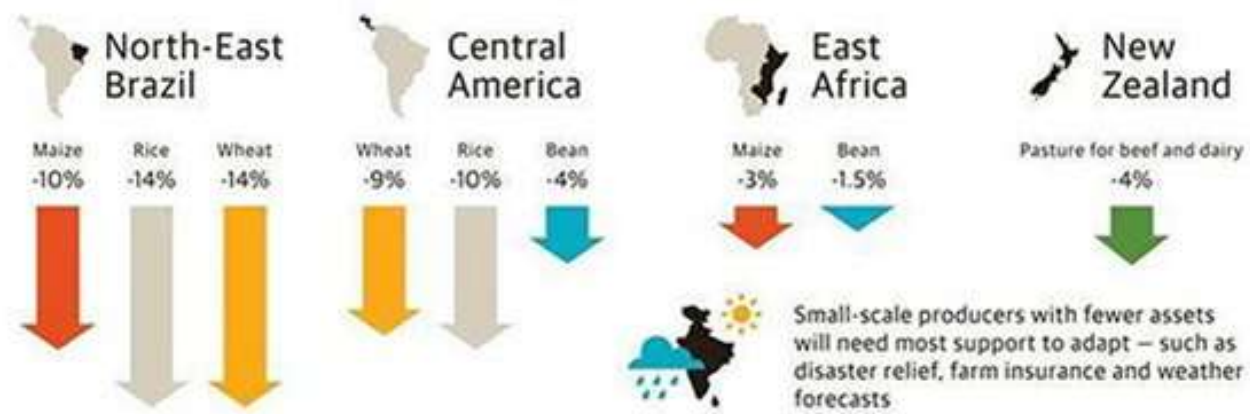 North-East
Brazil
Maize
-10%
Rice
-14%
Wheat
-14%
Central
America
Wheat
-9%
Rice
-10%
Bean
-4%
East
Africa
Maize
-3%
Bean
-1.5%
New
Zealand
Pasture for beef and dairy
-4%
Small-scale producers with fewer assets
will need most support to adapt — such as
disaster relief, farm insurance and weather
forecasts